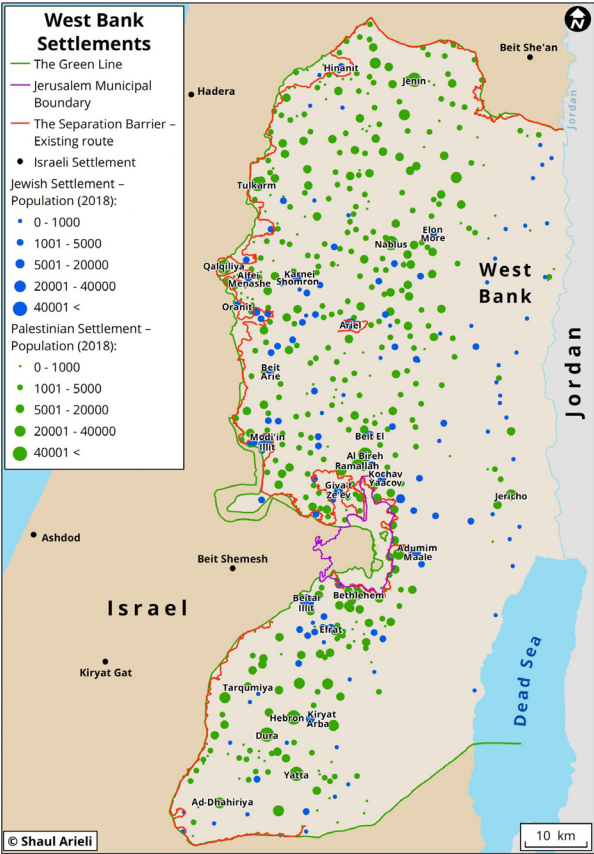 West Bank
Settlements
The Green Line
Jerusalem Municipal
Boundary
The Separation Barrier –
Existing route
Israeli Settlement
Jewish Settlement –
Population (2018):
0 - 1000
1001 - 5000
5001 - 20000
20001 - 40000
40001 <
Palestinian Settlement –
Population (2018):
0 - 1000
1001 - 5000
5001 - 20000
20001 - 40000
40001 <
N
Beit She'an
Hinanit
Jenin
Hadera
Jordan
Tulkarm
Elon
More
Nablus
Qalqiliya
Alfei
Menashe
Karnei
Shomron
West
Bank
Oranit
Ariel
Jordan
Beit
Arie
Modi'in
Illit
Beit El
Al Bireh
Ramallah
Kochav
Yaacov
Giva't
Ze'ev
Jericho
Ashdod
Adumim
Maale
Beit Shemesh
Beitar
Illit
Bethlehem
Israel
Efrat
Dead Sea
Kiryat Gat
Tarqumiya
Hebron
Kiryat
Arba
Dura
Yatta
Ad-Dhahiriya
© Shaul Arieli
10 km